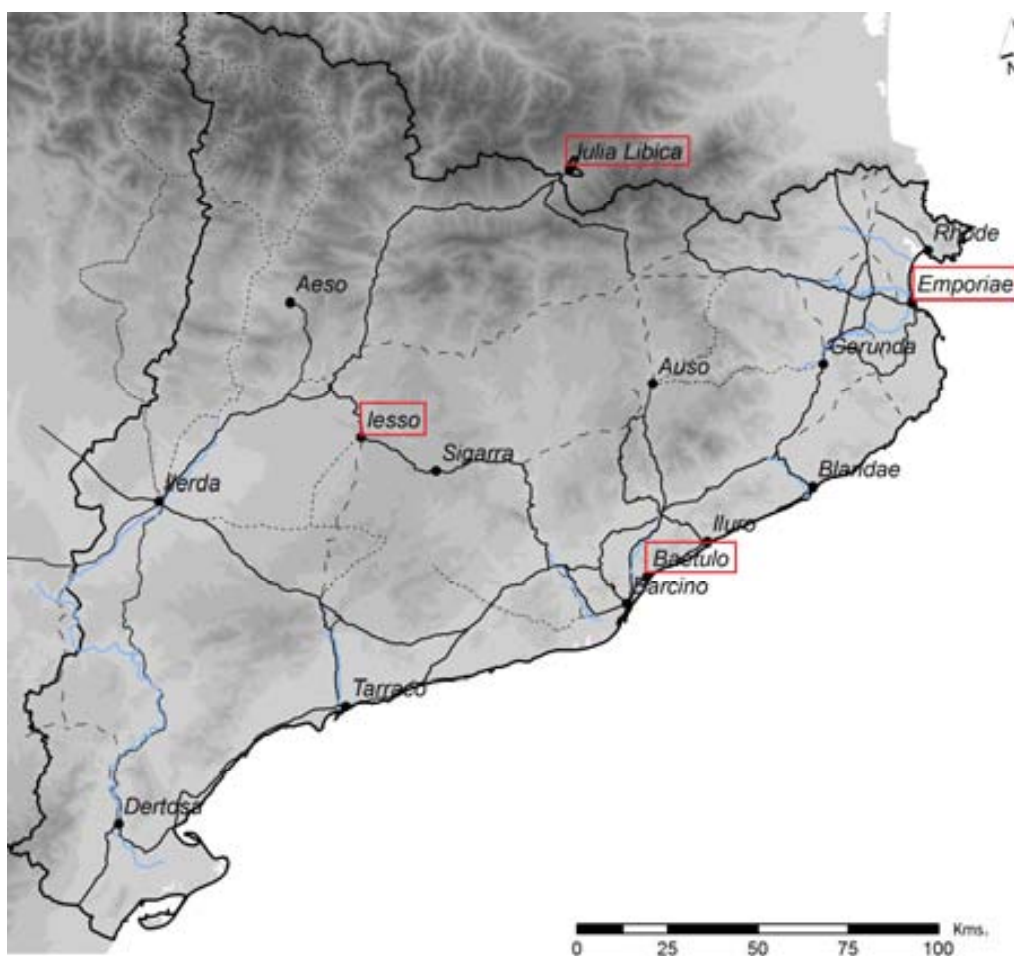 N
Julia Libica
Rhode
Emporiae
Aeso
Gerunda
Auso
Iesso
Sigarra
Blandae
Ilerda
Iluro
Baetulo
Barcino
Tarraco
Dertosa
Kms.
0 25 50 75 100